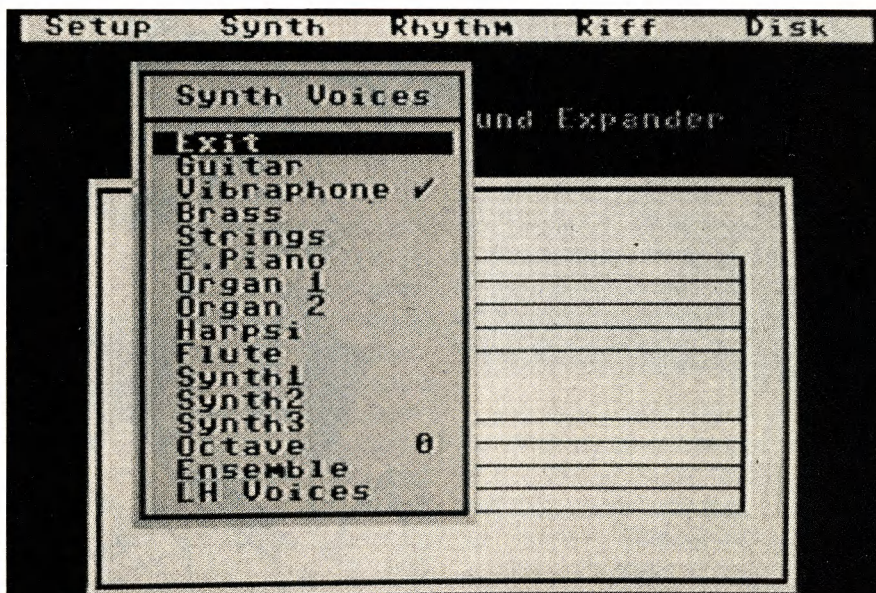 Setup Synth Rhythm Riff Disk
Synth Voices
und Expander
Exit
Guitar
Vibraphone ✓
Brass
Strings
E.Piano
Organ 1
Organ 2
Harpsi
Flute
Synth1
Synth2
Synth3
Octave 0
Ensemble
LH Voices